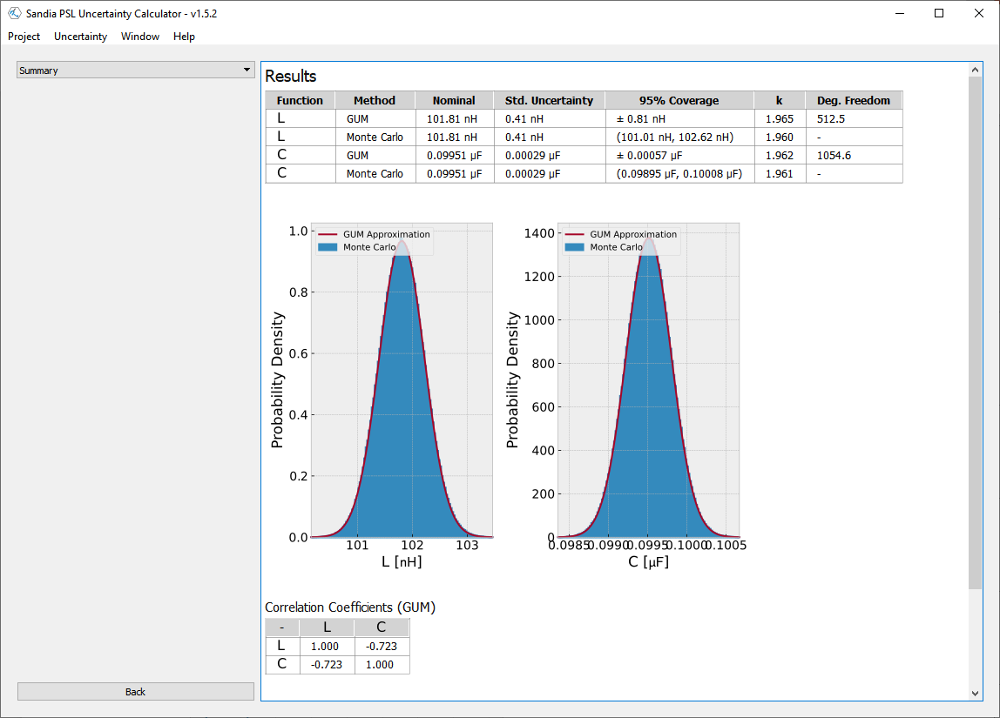 Sandia PSL Uncertainty Calculator - v1.5.2
Project Uncertainty Window Help
Summary
Results
Function Method Nominal Std. Uncertainty 95% Coverage k Deg. Freedom
L GUM 101.81 nH 0.41 nH ± 0.81 nH 1.965 512.5
L Monte Carlo 101.81 nH 0.41 nH (101.01 nH, 102.62 nH) 1.960 -
C GUM 0.09951 µF 0.00029 µF ± 0.00057 µF 1.962 1054.6
C Monte Carlo 0.09951 µF 0.00029 µF (0.09895 µF, 0.10008 µF) 1.961 -
GUM Approximation
Monte Carlo
1.0
0.8
0.6
0.4
0.2
0.0
Probability Density
101 102 103
L [nH]
GUM Approximation
Monte Carlo
1400
1200
1000
800
600
400
200
0
Probability Density
0.0985 0.0990 0.0995 0.1000 0.1005
C [µF]
Correlation Coefficients (GUM)
- L C
L 1.000 -0.723
C -0.723 1.000
Back